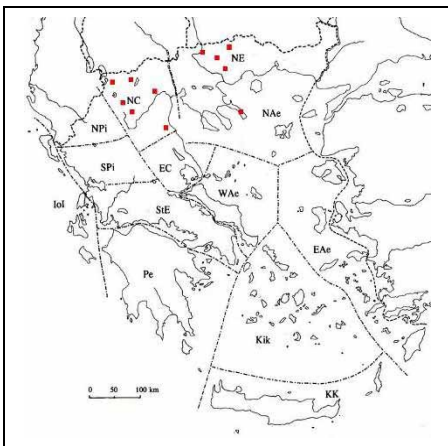 NE
NC
NAe
NPi
SPi
EC
WAe
IoI
StE
EAe
Pe
Kik
KK
0 50 100 km